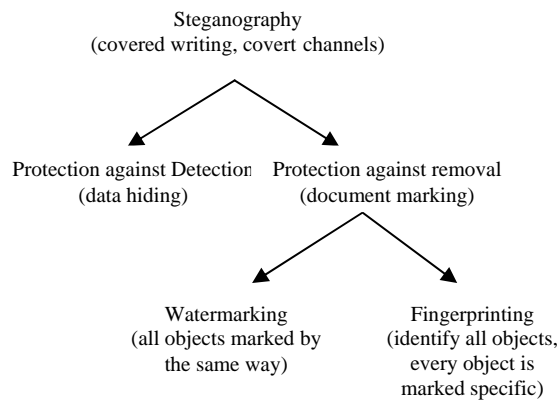 Steganography
(covered writing, covert channels)
Protection against Detection
(data hiding)
Protection against removal
(document marking)
Watermarking
(all objects marked by
the same way)
Fingerprinting
(identify all objects,
every object is
marked specific)